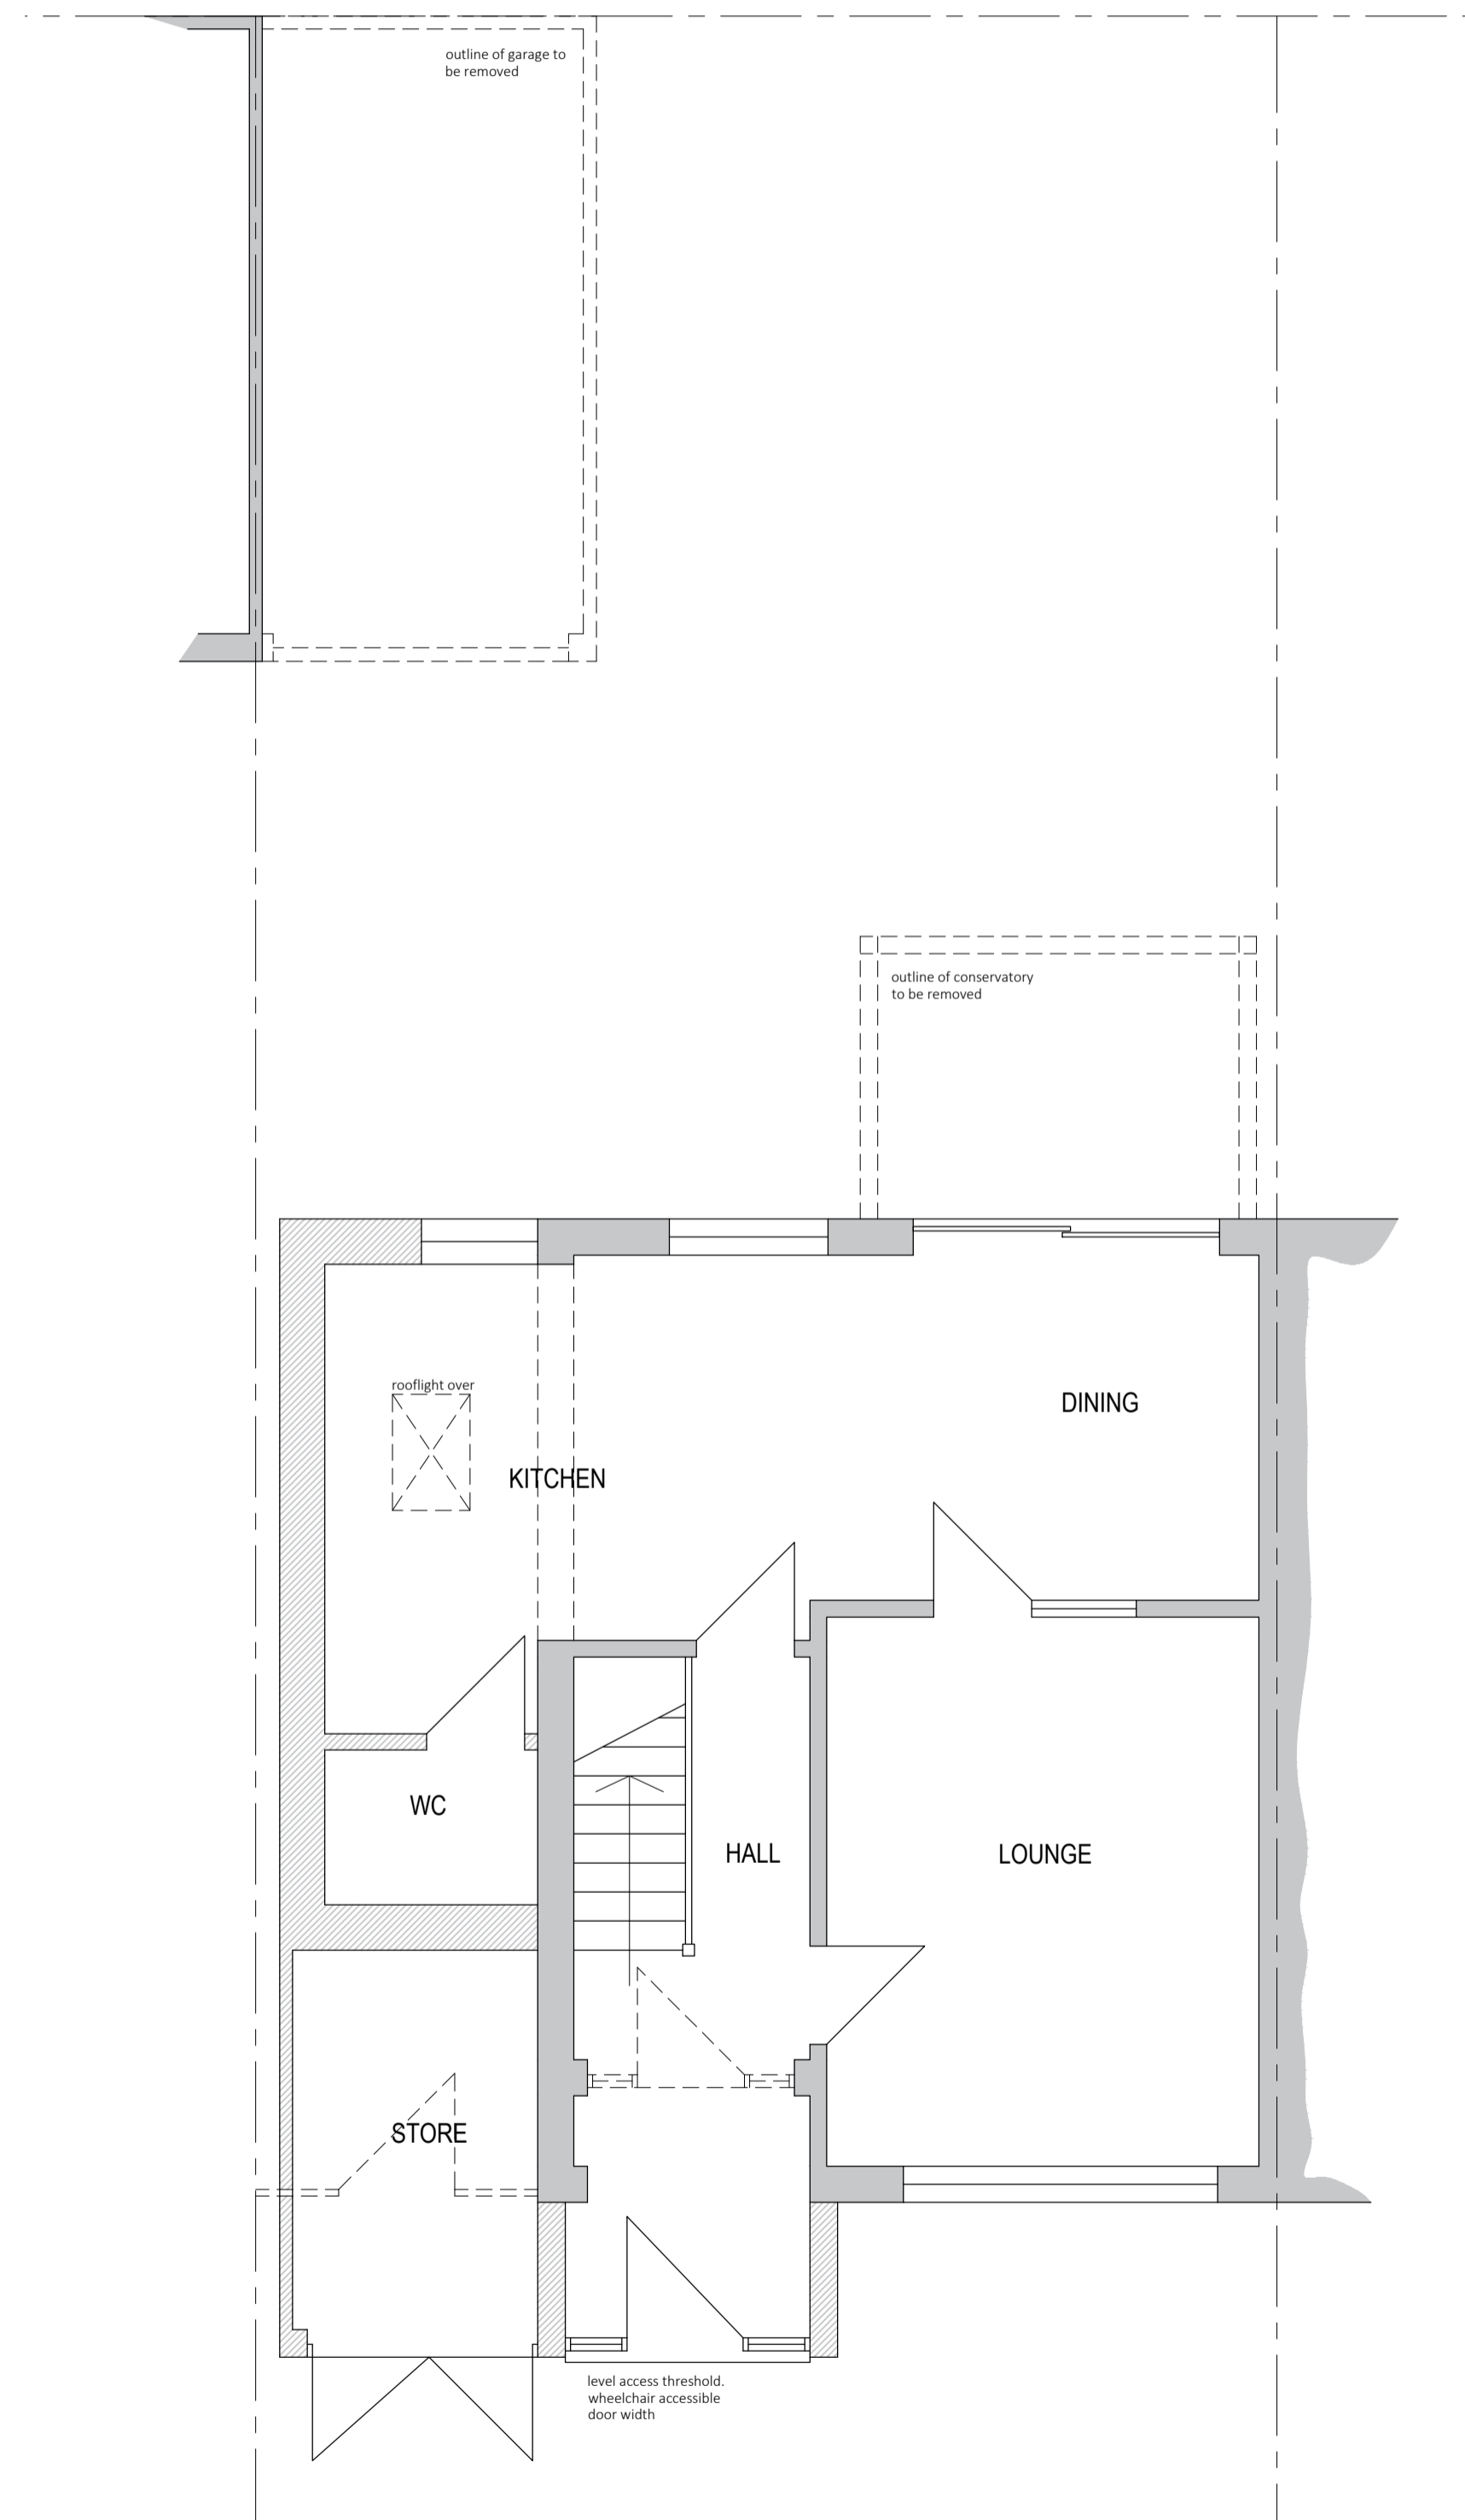 outline of garage to
be removed
outline of conservatory
to be removed
rooflight over
DINING
KITCHEN
WC
HALL
LOUNGE
STORE
level access threshold.
wheelchair accessible
door width